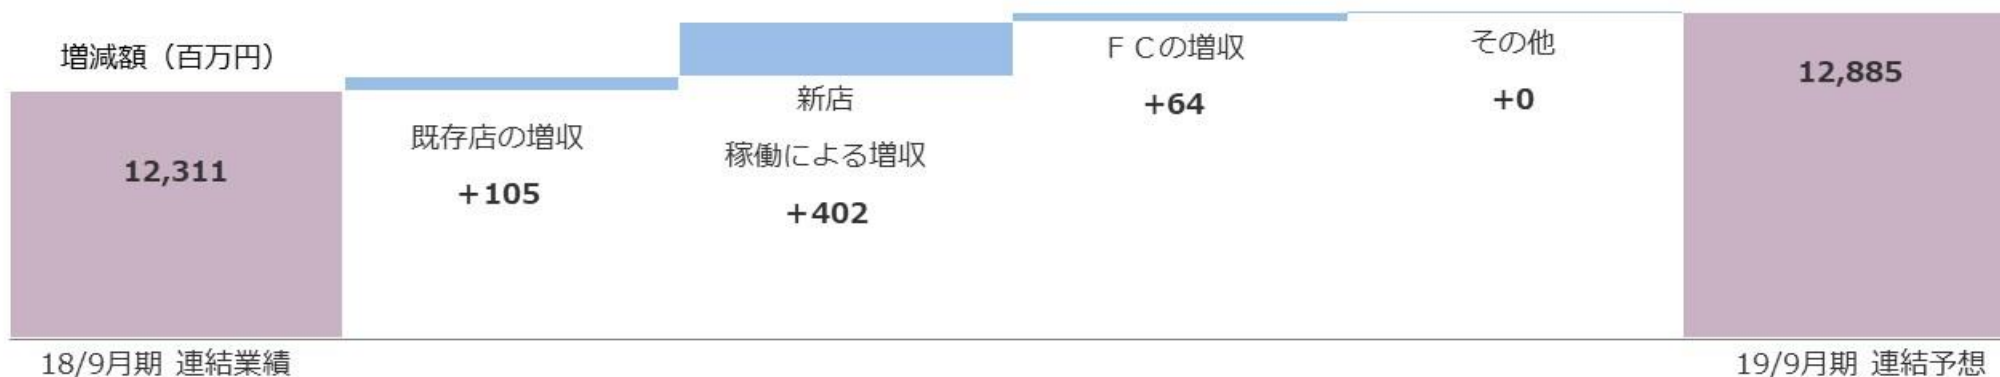 増減額（百万円）
12,311
既存店の増収
＋105
新店
稼働による増収
＋402
ＦＣの増収
+64
その他
+0
12,885
18/9月期 連結業績
19/9月期 連結予想